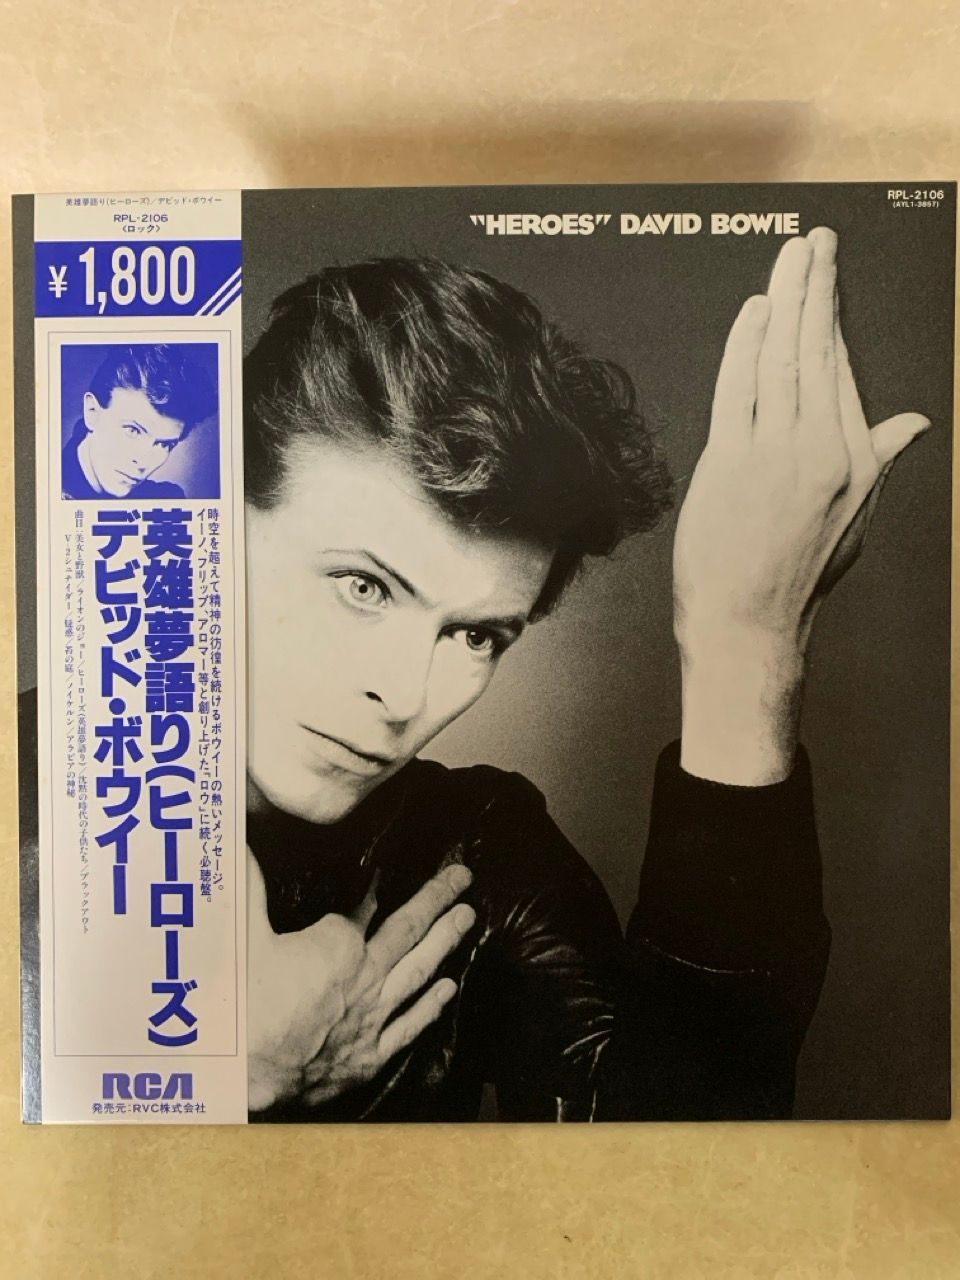 英雄夢語り(ヒーローズ)／デビッド・ボウイー
RPL-2106
〈ロック〉
¥1,800
時空を超えて精神の彷徨を続けるボウイーの熱いメッセージ。
イーノ、フリップ、アロマー等と創り上げた「ロウ」に続く必聴盤。
英雄夢語り(ヒーローズ)
デビッド・ボウイー
曲目:美女と野獣／ライオンのジョー／ヒーローズ(英雄夢語り)／沈黙の時代の子供たち／ブラックアウト
V-2シュナイダー／疑惑／苔の庭／ノイケルン／アラビアの神秘
RCA
発売元:RVC株式会社
"HEROES" DAVID BOWIE
RPL-2106
(AYL1-3857)